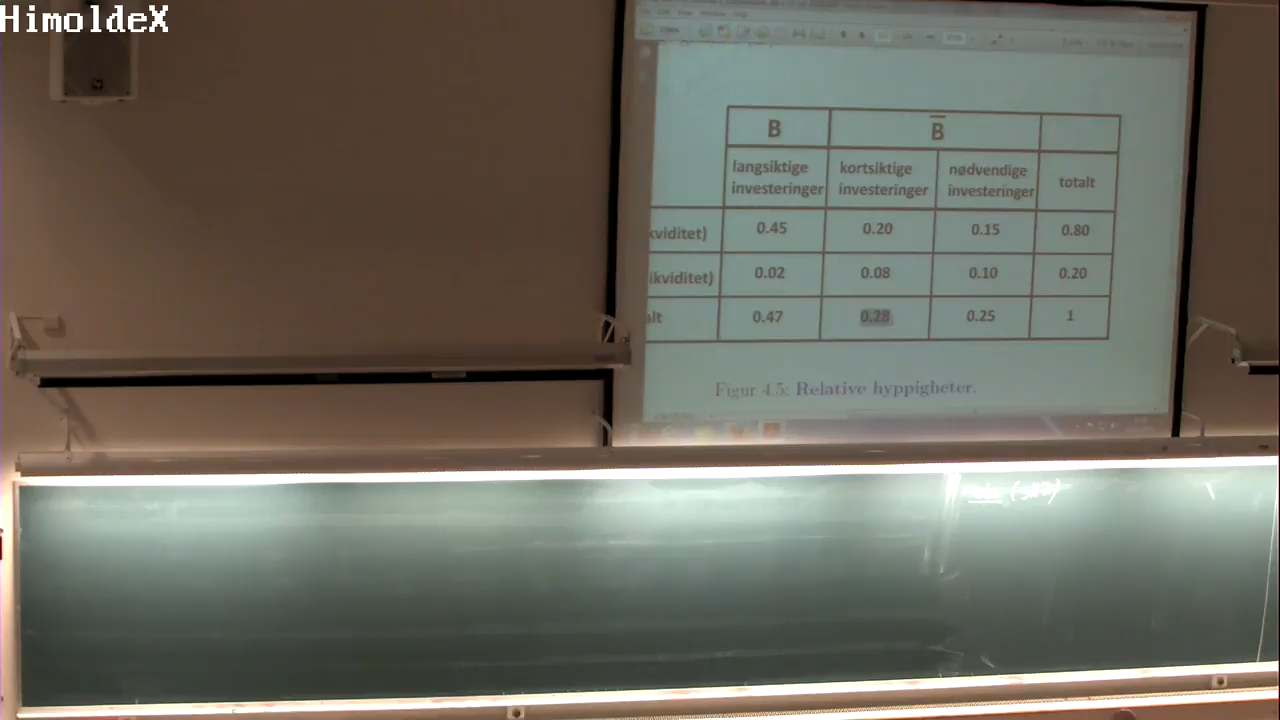 HimoldeX
B B
langsiktige investeringer kortsiktige investeringer nødvendige investeringer totalt
kviditet) 0.45 0.20 0.15 0.80
ikviditet) 0.02 0.08 0.10 0.20
alt 0.47 0.28 0.25 1
Figur 4.5: Relative hyppigheter.